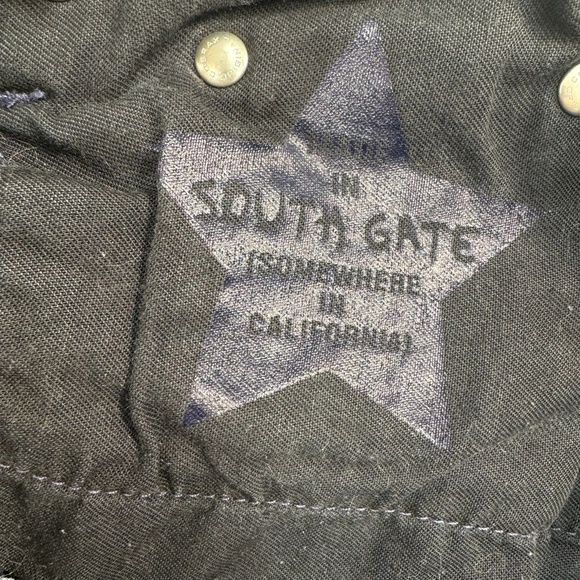 IN
SOUTH GATE
(SOMEWHERE
IN
CALIFORNIA)